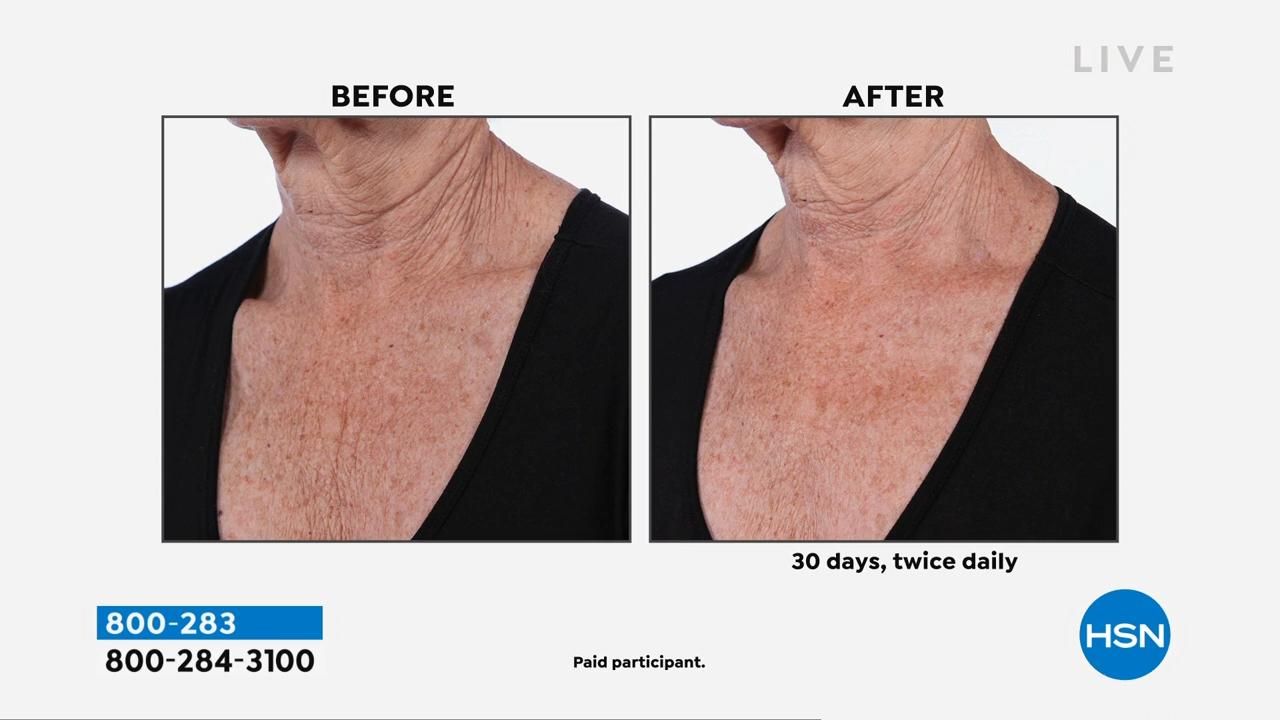 LIVE
BEFORE
AFTER
30 days, twice daily
800-283
800-284-3100
Paid participant.
HSN